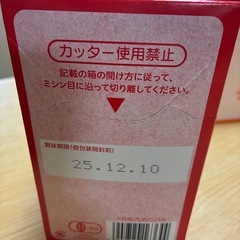 カッター使用禁止
記載の箱の開け方に従って、
ミシン目に沿って切り離してください。
賞味期限(個包装開封前)
25.12.10